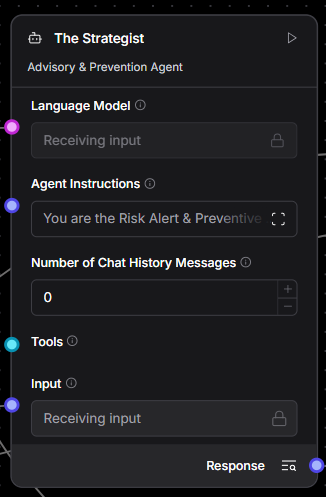 The Strategist
Advisory & Prevention Agent
Language Model
Receiving input
Agent Instructions
You are the Risk Alert & Preventive
Number of Chat History Messages
0
Tools
Input
Receiving input
Response